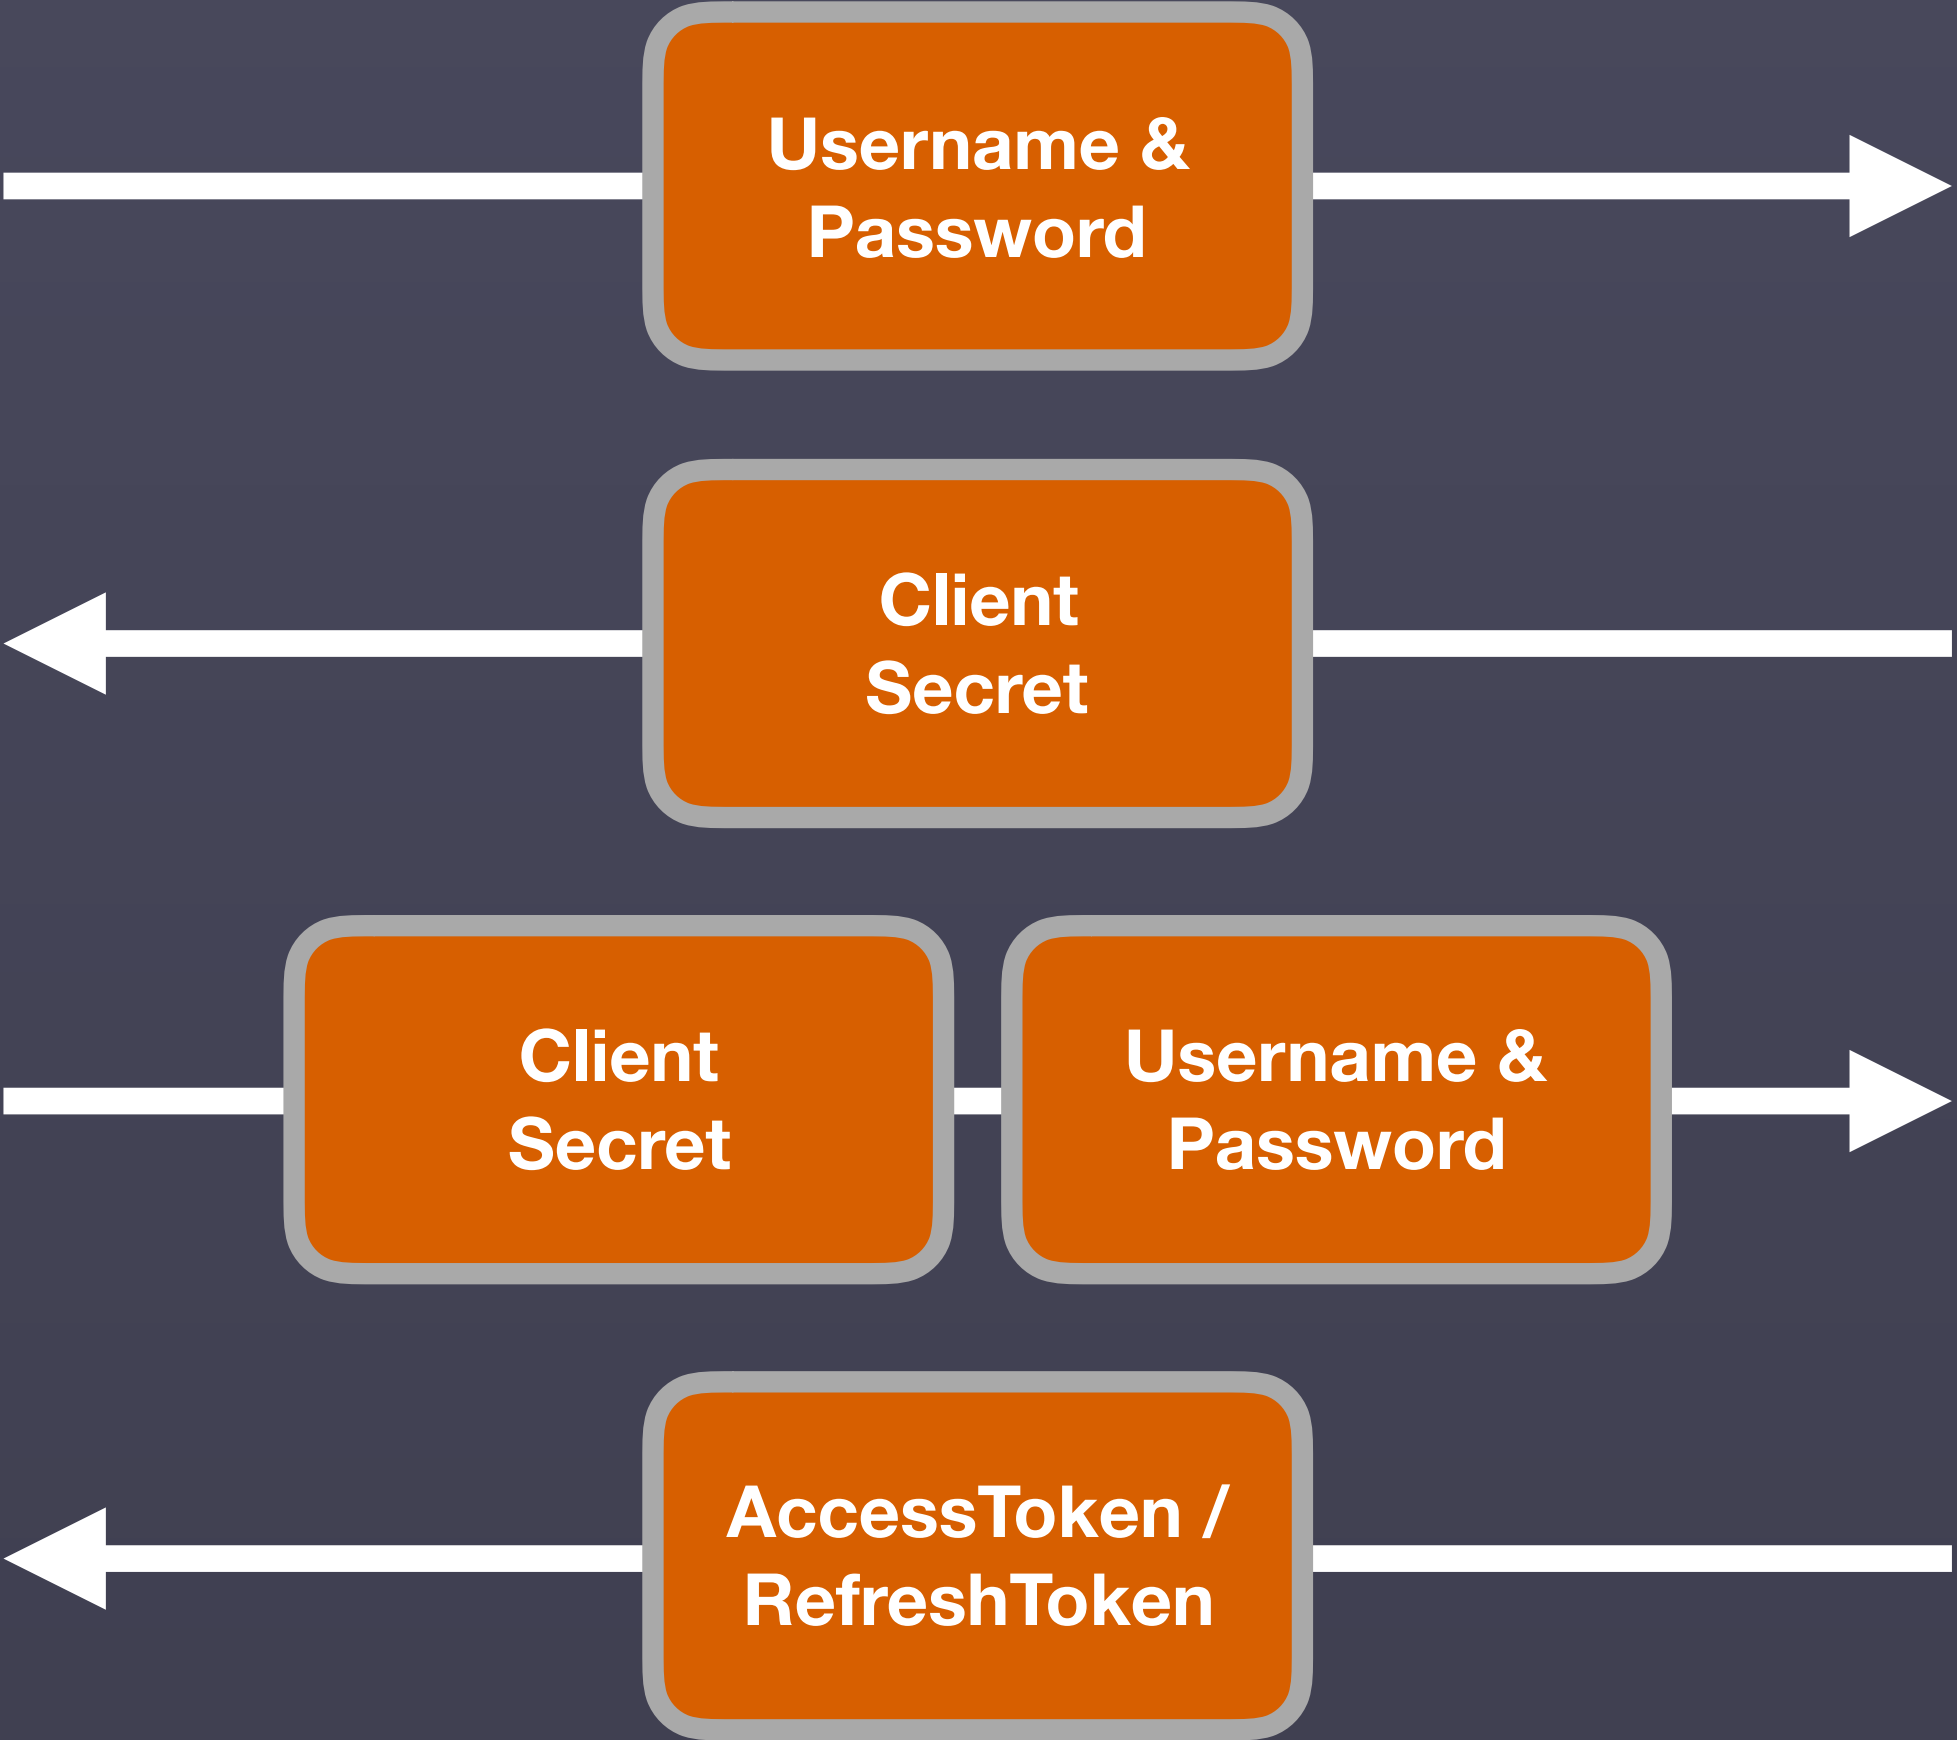 Username &
Password
Client
Secret
Client
Secret
Username &
Password
AccessToken /
RefreshToken